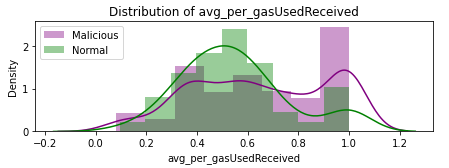 Distribution of avg_per_gasUsedReceived
Malicious
Normal
Density
2
1
0
−0.2 0.0 0.2 0.4 0.6 0.8 1.0 1.2
avg_per_gasUsedReceived